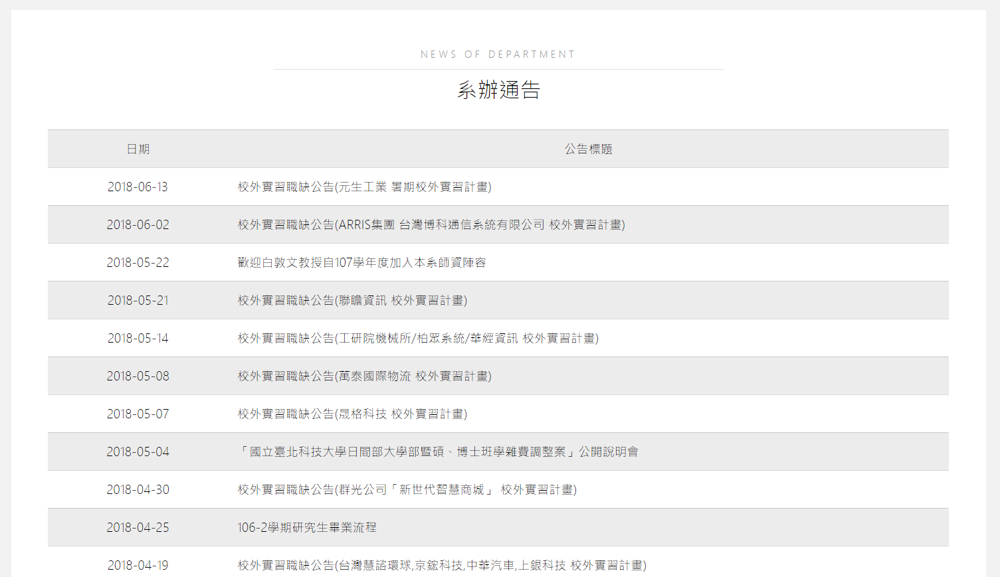 NEWS OF DEPARTMENT
系辦通告
日期 公告標題
2018-06-13 校外實習職缺公告(元生工業 暑期校外實習計畫)
2018-06-02 校外實習職缺公告(ARRIS集團 台灣博科通信系統有限公司 校外實習計畫)
2018-05-22 歡迎白敦文教授自107學年度加入本系師資陣容
2018-05-21 校外實習職缺公告(聯瞻資訊 校外實習計畫)
2018-05-14 校外實習職缺公告(工研院機械所/柏眾系統/華經資訊 校外實習計畫)
2018-05-08 校外實習職缺公告(萬泰國際物流 校外實習計畫)
2018-05-07 校外實習職缺公告(晟格科技 校外實習計畫)
2018-05-04 「國立臺北科技大學日間部大學部暨碩、博士班學雜費調整案」公開說明會
2018-04-30 校外實習職缺公告(群光公司「新世代智慧商城」 校外實習計畫)
2018-04-25 106-2學期研究生畢業流程
2018-04-19 校外實習職缺公告(台灣慧諮環球,京鋐科技,中華汽車,上銀科技 校外實習計畫)